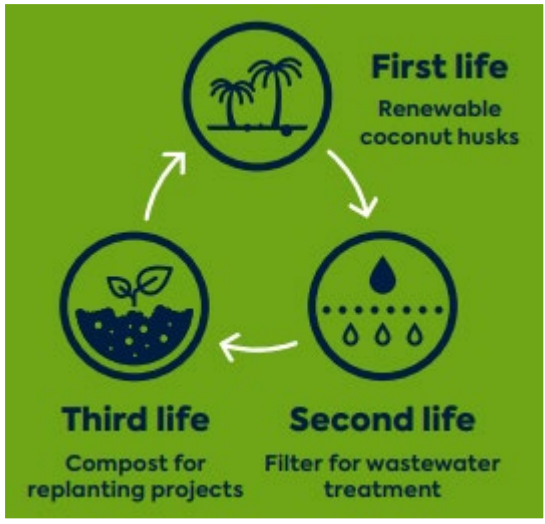 First life
Renewable
coconut husks
Third life
Compost for
replanting projects
Second life
Filter for wastewater
treatment